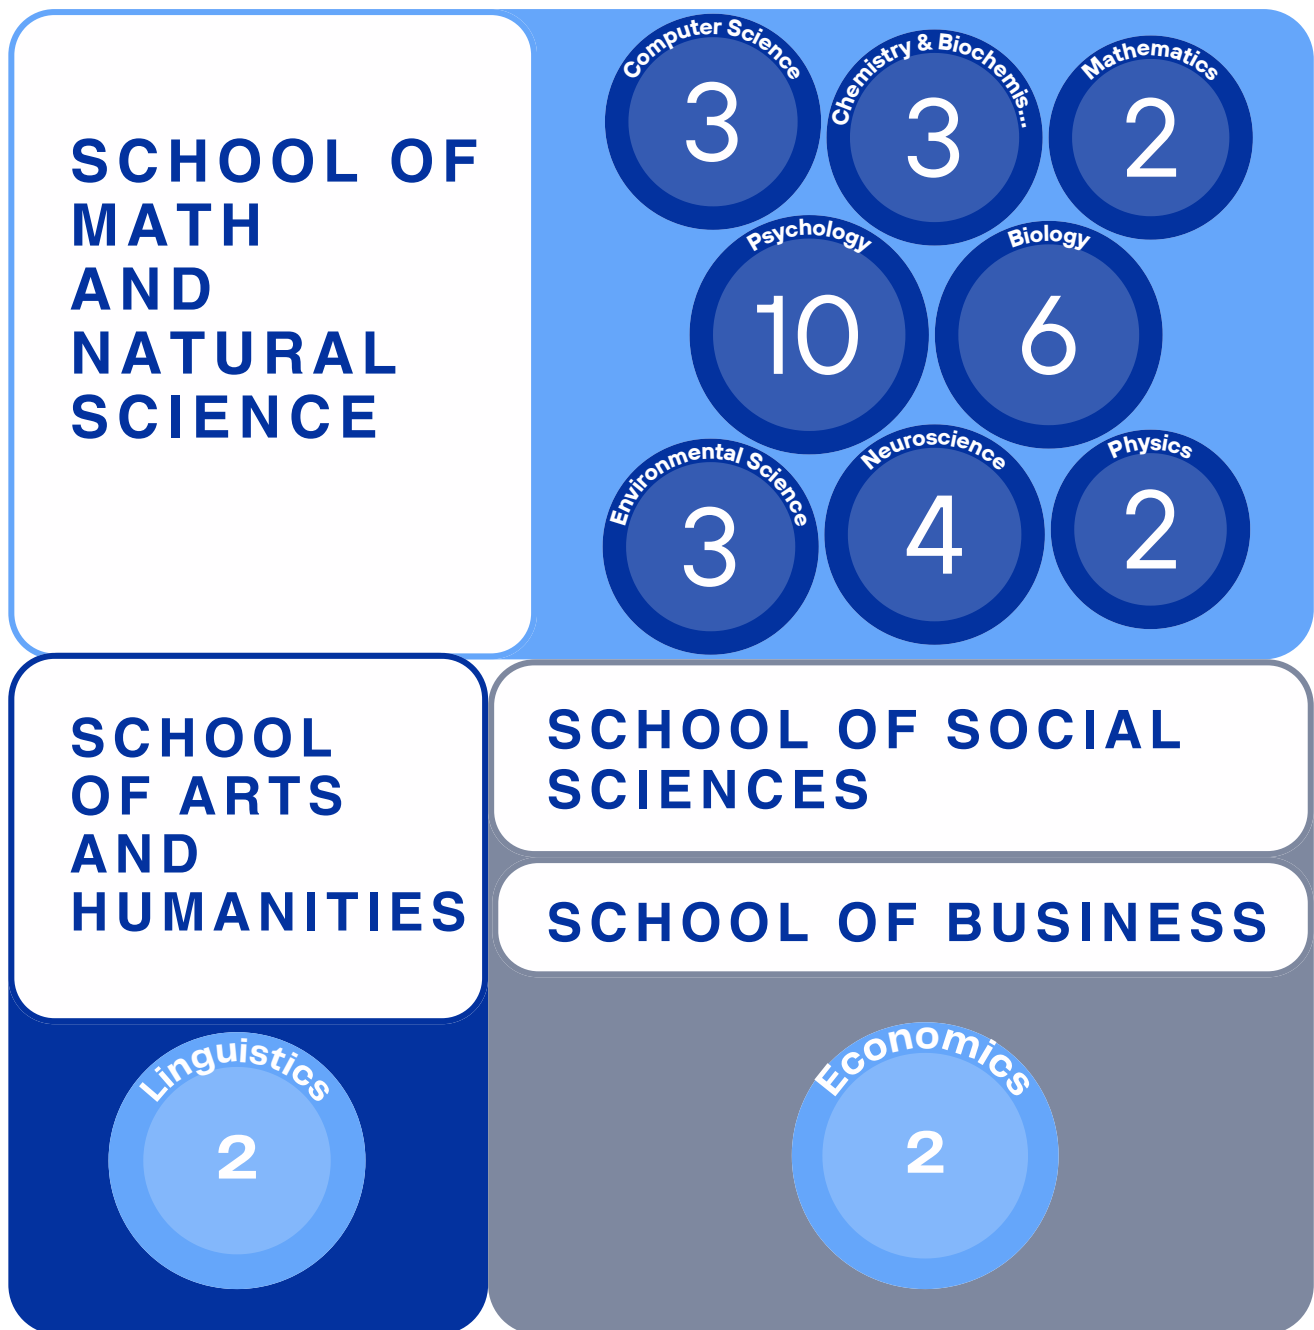 SCHOOL OF
MATH
AND
NATURAL
SCIENCE
Computer Science
3
Chemistry & Biochemis...
3
Mathematics
2
Psychology
10
Biology
6
Environmental Science
3
Neuroscience
4
Physics
2
SCHOOL
OF ARTS
AND
HUMANITIES
Linguistics
2
SCHOOL OF SOCIAL
SCIENCES
SCHOOL OF BUSINESS
Economics
2